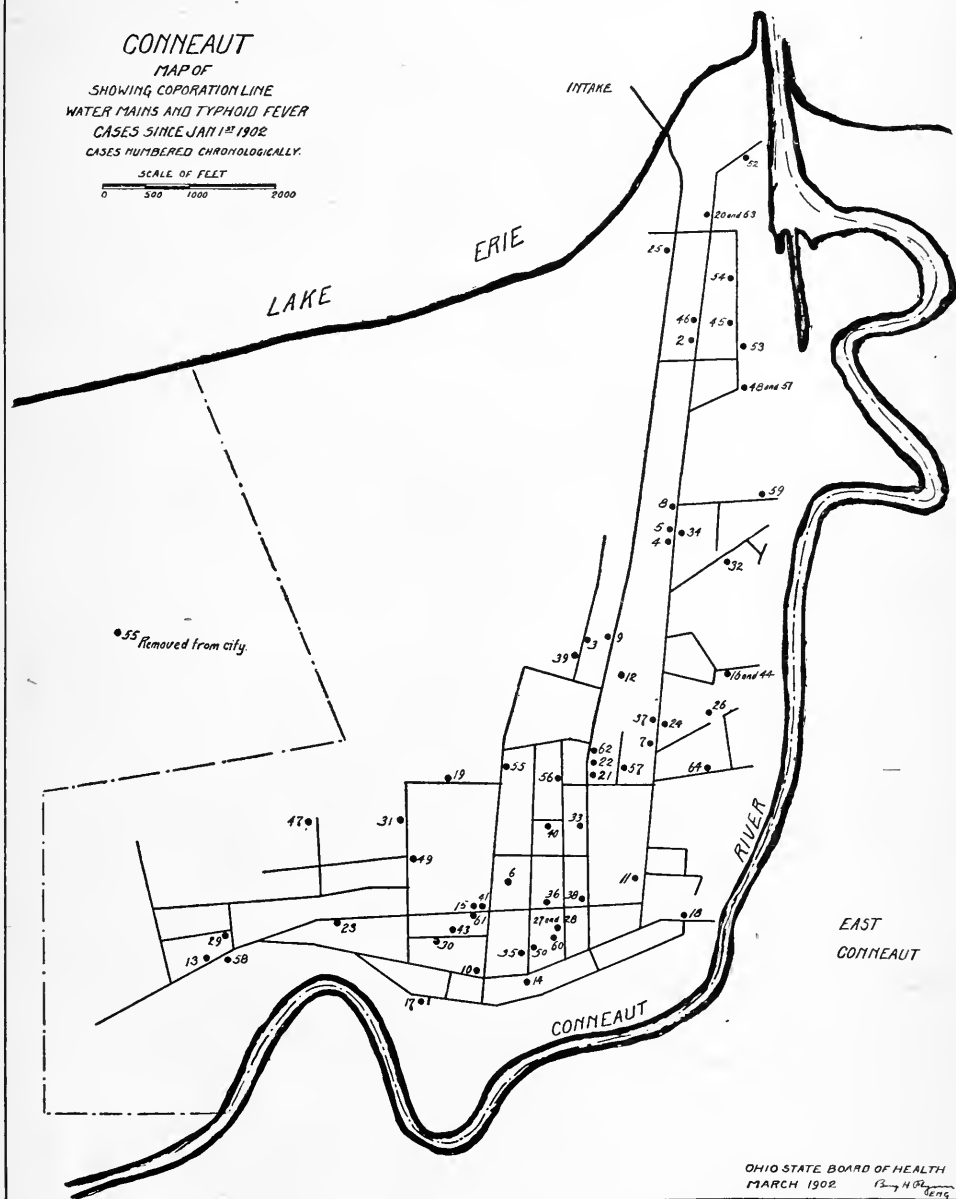 CONNEAUT
MAP OF
SHOWING COPORATION LINE
WATER MAINS AND TYPHOID FEVER
CASES SINCE JAN 1ST 1902
CASES NUMBERED CHRONOLOGICALLY.
SCALE OF FEET
0 500 1000 2000
INTAKE
52
20 and 63
LAKE ERIE
25
54
46
45
2
53
48 and 57
59
8
5
34
4
32
55 Removed from city.
3
9
39
12
16 and 44
26
37
24
7
62
55
22
57
64
19
56
21
47
31
40
33
RIVER
49
6
11
15
41
36
38
61
27 and 28
18
23
43
29
30
60
EAST
CONNEAUT
13
58
35
50
10
14
17
1
CONNEAUT
OHIO STATE BOARD OF HEALTH
MARCH 1902
ENG